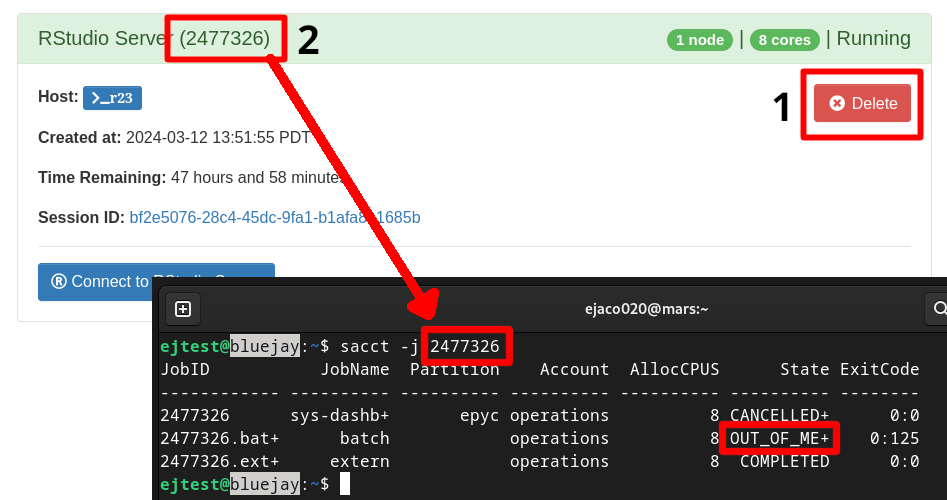 RStudio Server (2477326) 2 1 node | 8 cores | Running
Host: >_r23
1 Delete
Created at: 2024-03-12 13:51:55 PDT
Time Remaining: 47 hours and 58 minutes
Session ID: bf2e5076-28c4-45dc-9fa1-b1afa 1685b
® Connect to RStudio
ejaco020@mars:~
ejtest@bluejay:~$ sacct -j 2477326
JobID JobName Partition Account AllocCPUS State ExitCode
------------ ---------- ---------- ---------- ---------- ---------- --------
2477326 sys-dashb+ epyc operations 8 CANCELLED+ 0:0
2477326.bat+ batch operations 8 OUT_OF_ME+ 0:125
2477326.ext+ extern operations 8 COMPLETED 0:0
ejtest@bluejay:~$